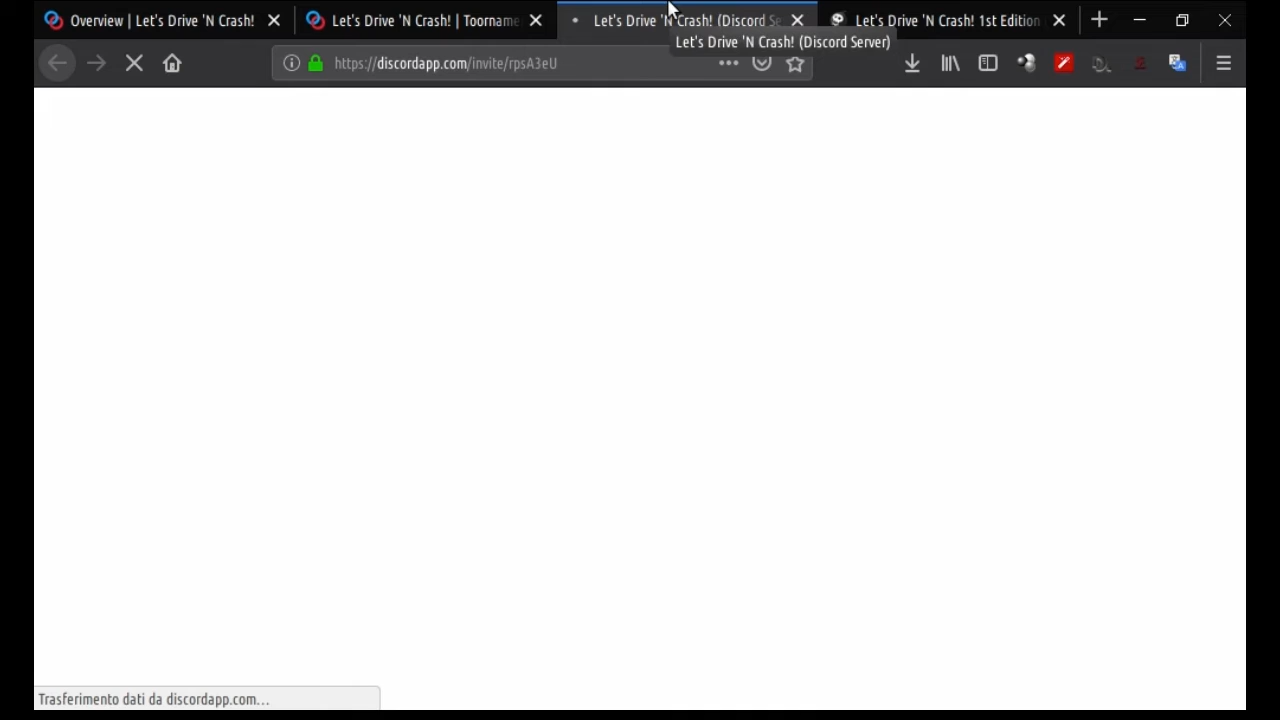 Overview | Let's Drive 'N Crash!
Let's Drive 'N Crash! | Toorname
Let's Drive 'N Crash! (Discord Se
Let's Drive 'N Crash! 1st Edition
Let's Drive 'N Crash! (Discord Server)
https://discordapp.com/invite/rpsA3eU
Trasferimento dati da discordapp.com...